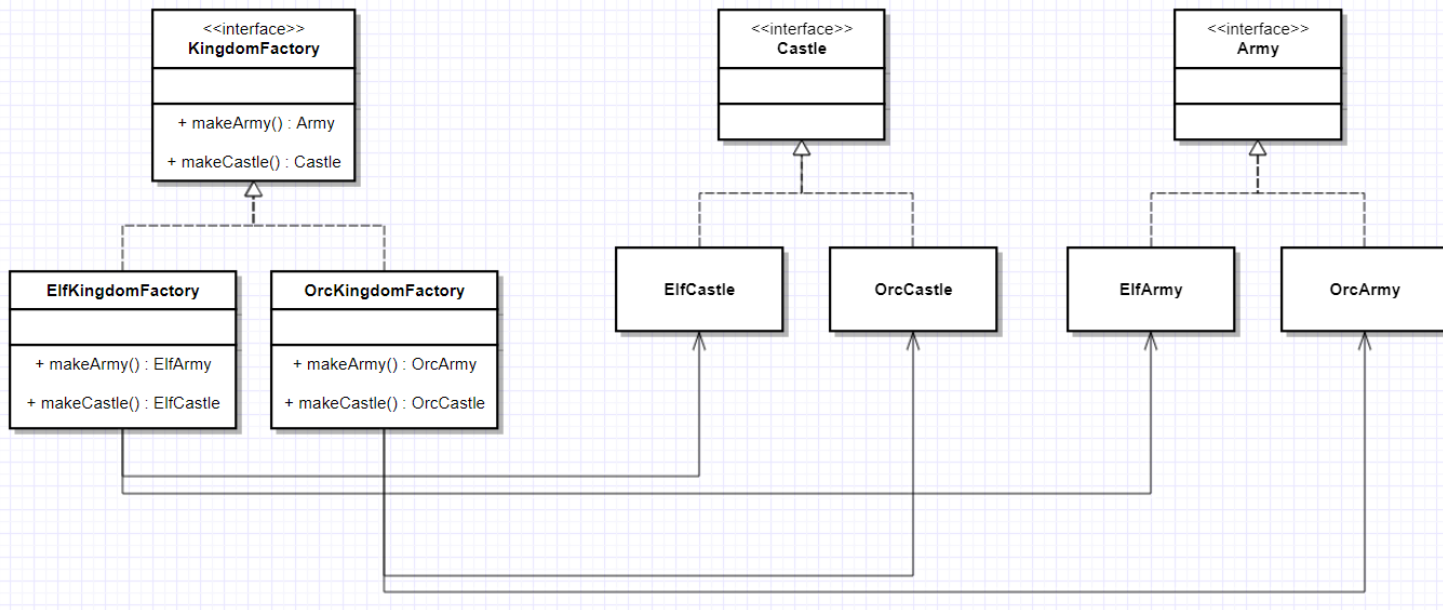 <<interface>>
KingdomFactory
+ makeArmy() : Army
+ makeCastle() : Castle
<<interface>>
Castle
<<interface>>
Army
ElfKingdomFactory
+ makeArmy() : ElfArmy
+ makeCastle() : ElfCastle
OrcKingdomFactory
+ makeArmy() : OrcArmy
+ makeCastle() : OrcCastle
ElfCastle
OrcCastle
ElfArmy
OrcArmy